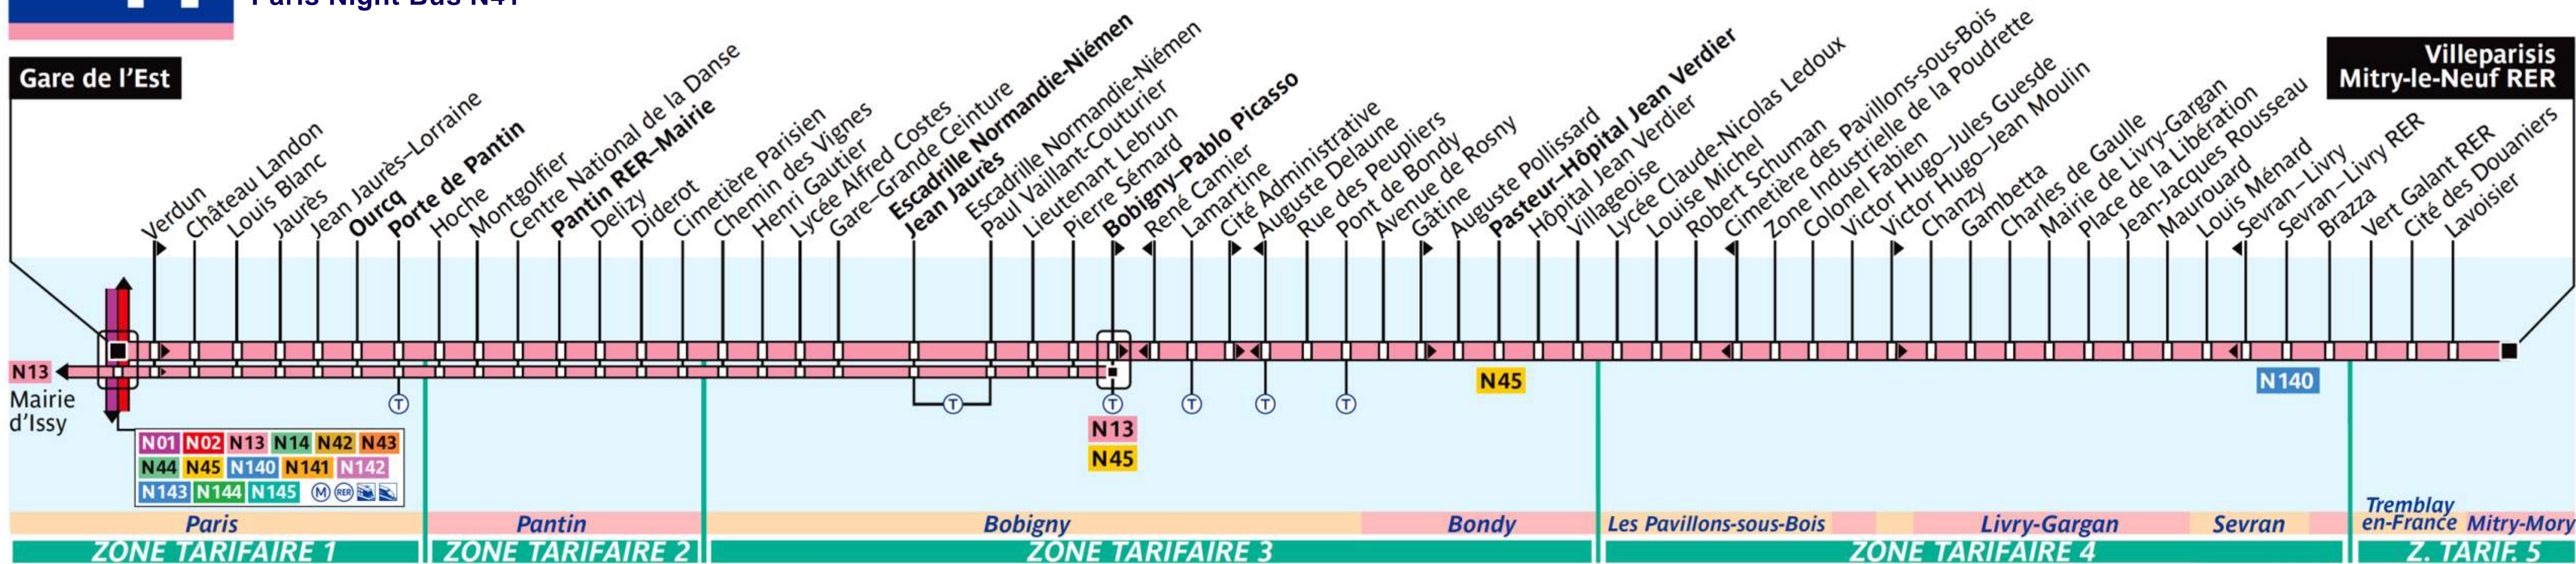 Paris Night Bus N41
Gare de l'Est
Villeparisis
Mitry-le-Neuf RER
Verdun
Château Landon
Louis Blanc
Jaurès
Jean Jaurès–Lorraine
Ourcq
Porte de Pantin
Hoche
Montgolfier
Centre National de la Danse
Pantin RER–Mairie
Delizy
Diderot
Cimetière Parisien
Chemin des Vignes
Henri Gautier
Lycée Alfred Costes
Gare–Grande Ceinture
Escadrille Normandie-Niémen
Jean Jaurès
Escadrille Normandie-Niémen
Paul Vaillant-Couturier
Lieutenant Lebrun
Pierre Sémard
Bobigny–Pablo Picasso
René Camier
Lamartine
Cité Administrative
Auguste Delaune
Rue des Peupliers
Pont de Bondy
Avenue de Rosny
Gâtine
Auguste Pollissard
Pasteur–Hôpital Jean Verdier
Hôpital Jean Verdier
Villageoise
Lycée Claude-Nicolas Ledoux
Louise Michel
Robert Schuman
Cimetière des Pavillons-sous-Bois
Zone Industrielle de la Poudrette
Colonel Fabien
Victor Hugo–Jules Guesde
Victor Hugo–Jean Moulin
Chanzy
Gambetta
Charles de Gaulle
Mairie de Livry-Gargan
Place de la Libération
Jean-Jacques Rousseau
Maurouard
Louis Ménard
Sevran–Livry
Sevran–Livry RER
Brazza
Vert Galant RER
Cité des Douaniers
Lavoisier
N13
Mairie
d'Issy
T
T
T
T
T
T
N13
N45
N45
N140
N01 N02 N13 N14 N42 N43
N44 N45 N140 N141 N142
N143 N144 N145 M RER
Paris
Pantin
Bobigny
Bondy
Les Pavillons-sous-Bois
Livry-Gargan
Sevran
Tremblay
en-France
Mitry-Mory
ZONE TARIFAIRE 1
ZONE TARIFAIRE 2
ZONE TARIFAIRE 3
ZONE TARIFAIRE 4
Z. TARIF. 5